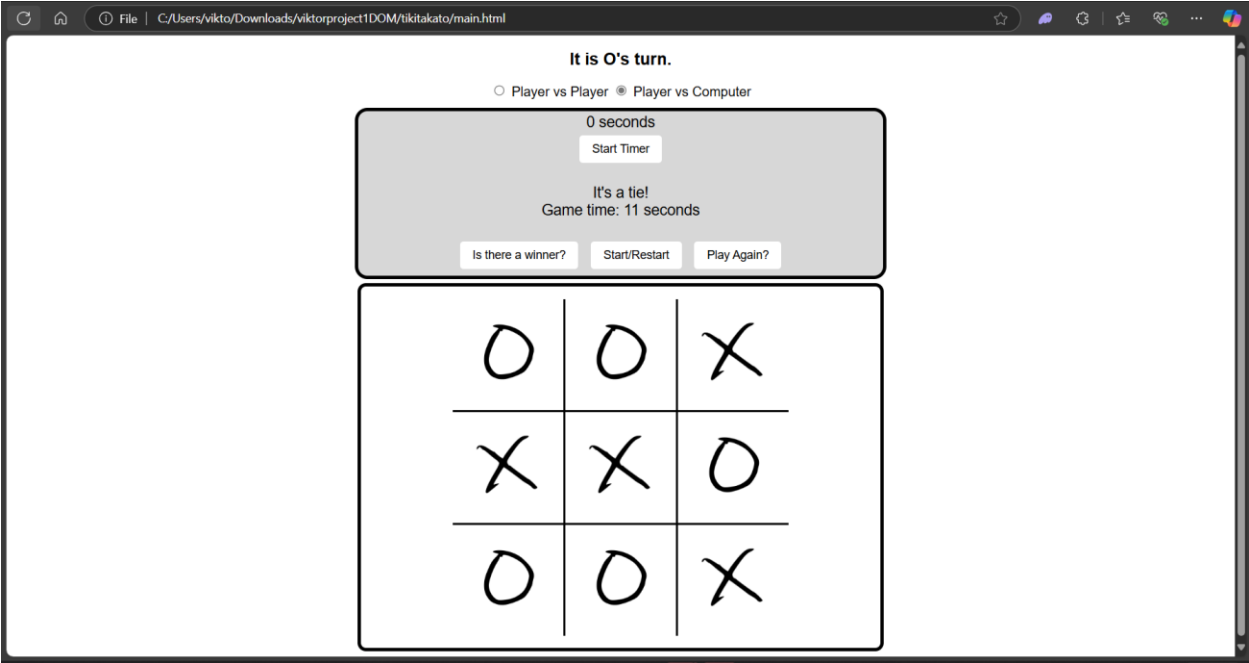 File C:/Users/vikto/Downloads/viktorproject1DOM/tikitakato/main.html
It is O's turn.
Player vs Player Player vs Computer
0 seconds
Start Timer
It's a tie!
Game time: 11 seconds
Is there a winner? Start/Restart Play Again?
O O X
X X O
O O X